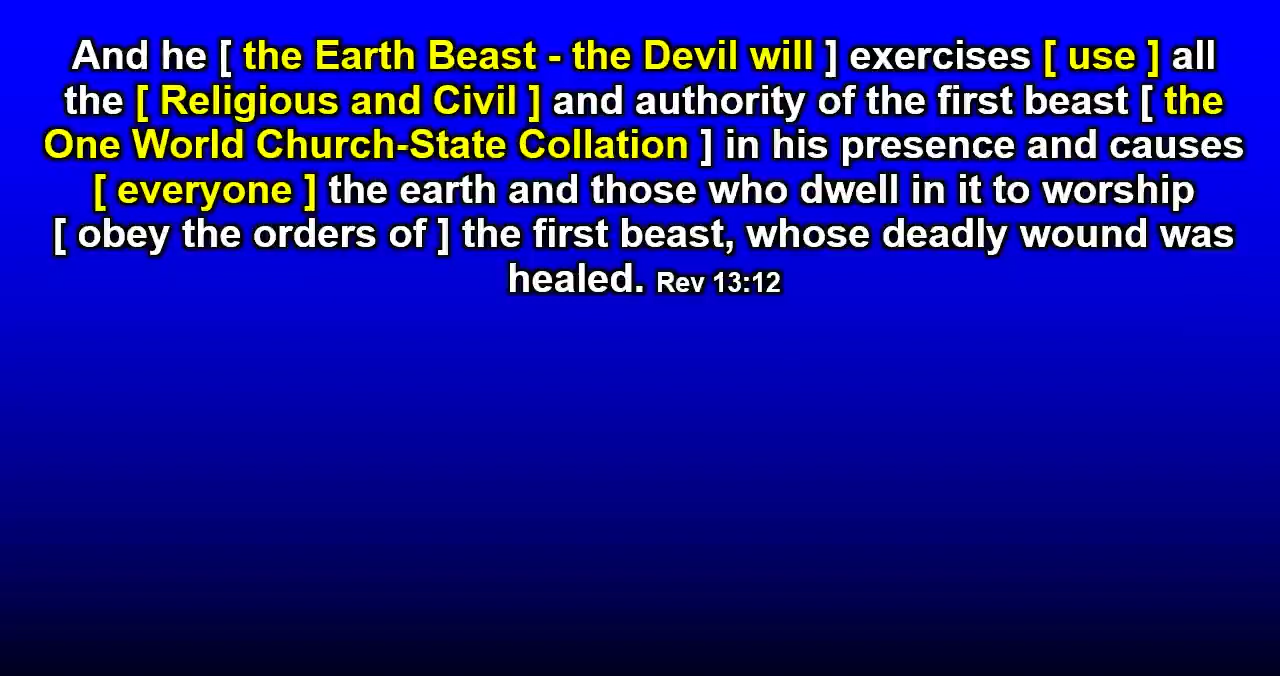 And he [ the Earth Beast - the Devil will ] exercises [ use ] all
the [ Religious and Civil ] and authority of the first beast [ the
One World Church-State Collation ] in his presence and causes
[ everyone ] the earth and those who dwell in it to worship
[ obey the orders of ] the first beast, whose deadly wound was
healed. Rev 13:12